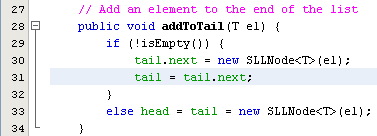 27 // Add an element to the end of the list
28 public void addToTail(T el) {
29 if (!isEmpty()) {
30 tail.next = new SLLNode<T>(el);
31 tail = tail.next;
32 }
33 else head = tail = new SLLNode<T>(el);
34 }